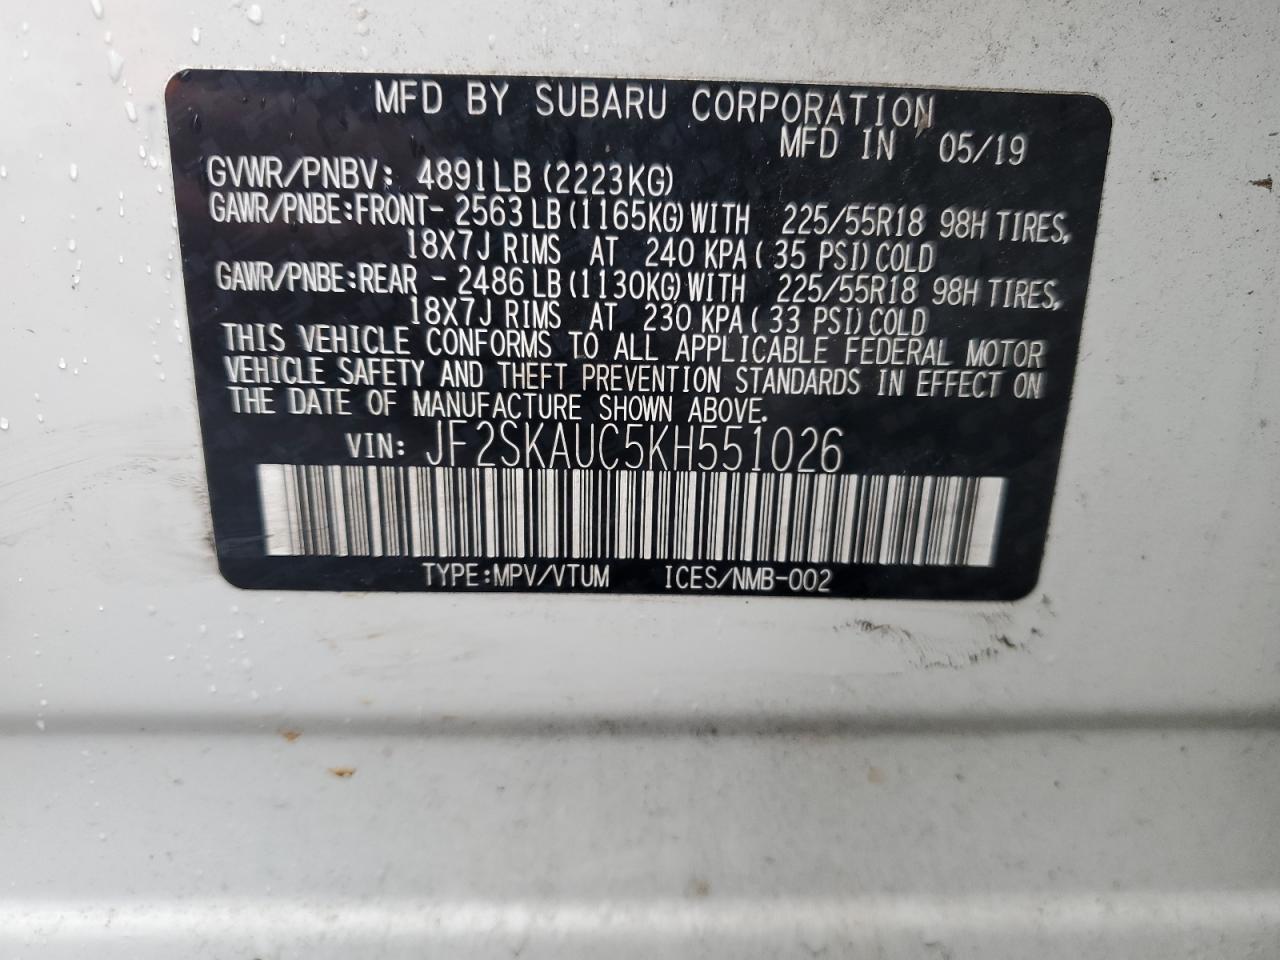 MFD BY SUBARU CORPORATION
MFD IN 05/19
GVWR/PNBV: 4891LB (2223KG)
GAWR/PNBE:FRONT- 2563 LB (1165KG) WITH 225/55R18 98H TIRES,
18X7J RIMS AT 240 KPA ( 35 PSI) COLD
GAWR/PNBE:REAR - 2486 LB (1130KG) WITH 225/55R18 98H TIRES,
18X7J RIMS AT 230 KPA ( 33 PSI) COLD
THIS VEHICLE CONFORMS TO ALL APPLICABLE FEDERAL MOTOR
VEHICLE SAFETY AND THEFT PREVENTION STANDARDS IN EFFECT ON
THE DATE OF MANUFACTURE SHOWN ABOVE.
VIN: JF2SKAUC5KH551026
TYPE:MPV/VTUM ICES/NMB-002